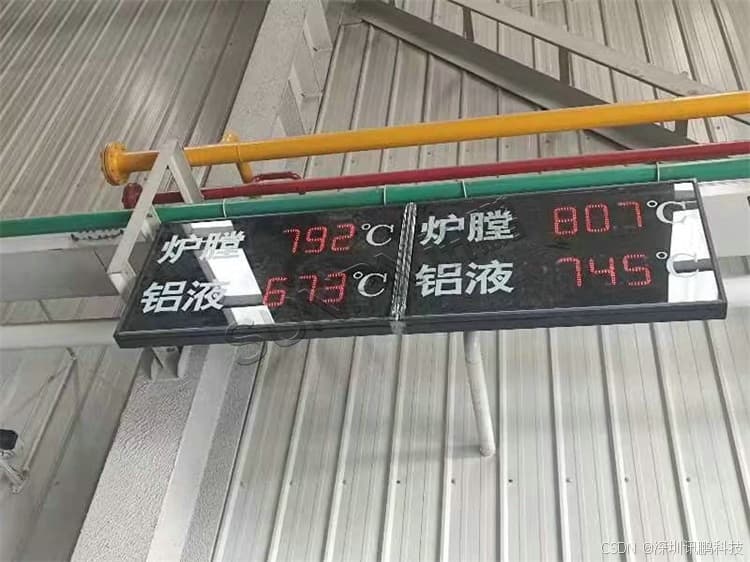 炉膛 792℃
铝液 673℃
炉膛 807℃
铝液 745℃
CSDN @深圳讯鹏科技